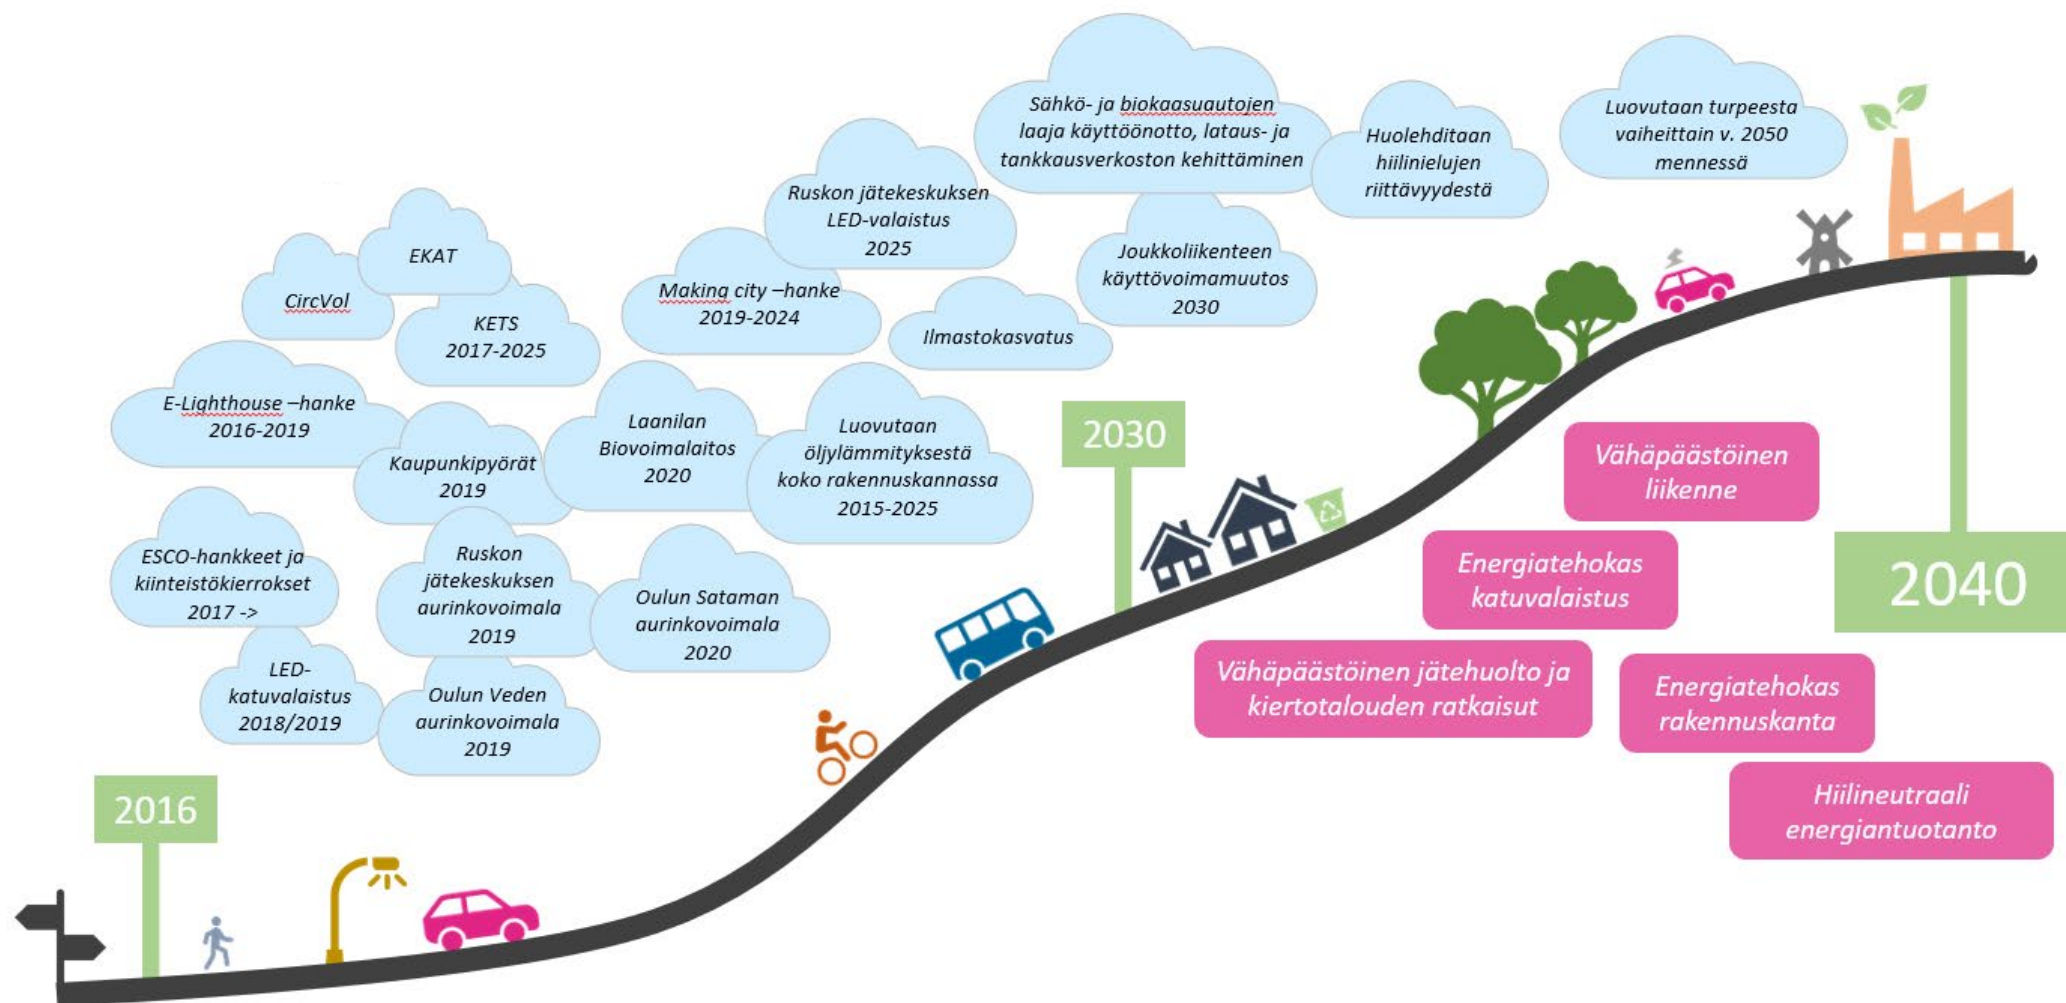 Sähkö- ja biokaasuautojen
laaja käyttöönotto, lataus- ja
tankkausverkoston kehittäminen
Huolehditaan
hiilinielujen
riittävyydestä
Luovutaan turpeesta
vaiheittain v. 2050
mennessä
Ruskon jätekeskuksen
LED-valaistus
2025
EKAT
CircVol
KETS
2017-2025
Making city –hanke
2019-2024
Ilmastokasvatus
Joukkoliikenteen
käyttövoimamuutos
2030
E-Lighthouse –hanke
2016-2019
Kaupunkipyörät
2019
Laanilan
Biovoimalaitos
2020
Luovutaan
öljylämmityksestä
koko rakennuskannassa
2015-2025
ESCO-hankkeet ja
kiinteistökierrokset
2017 ->
Ruskon
jätekeskuksen
aurinkovoimala
2019
Oulun Sataman
aurinkovoimala
2020
LED-
katuvalaistus
2018/2019
Oulun Veden
aurinkovoimala
2019
2016
2030
2040
Vähäpäästöinen
liikenne
Energiatehokas
katuvalaistus
Vähäpäästöinen jätehuolto ja
kiertotalouden ratkaisut
Energiatehokas
rakennuskanta
Hiilineutraali
energiantuotanto